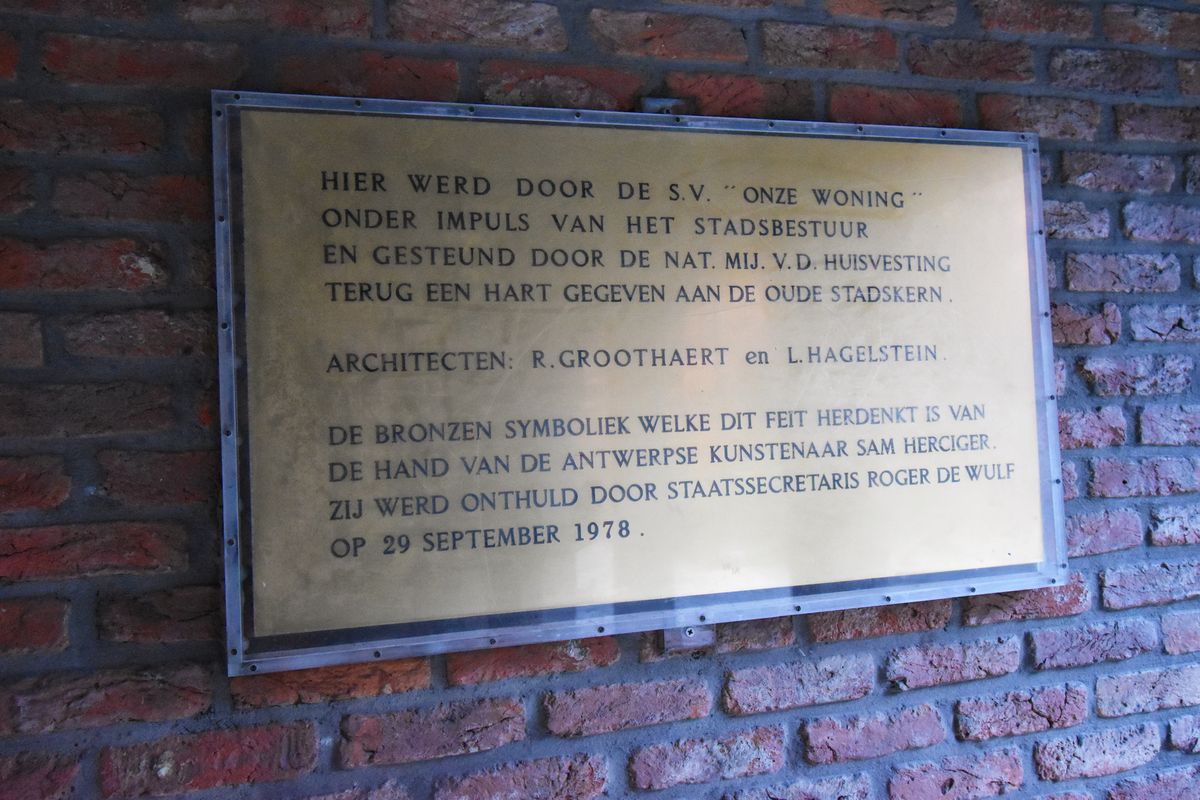 HIER WERD DOOR DE S.V. "ONZE WONING"
ONDER IMPULS VAN HET STADSBESTUUR
EN GESTEUND DOOR DE NAT. MIJ. V.D. HUISVESTING
TERUG EEN HART GEGEVEN AAN DE OUDE STADSKERN.
ARCHITECTEN: R.GROOTHAERT en L.HAGELSTEIN.
DE BRONZEN SYMBOLIEK WELKE DIT FEIT HERDENKT IS VAN
DE HAND VAN DE ANTWERPSE KUNSTENAAR SAM HERCIGER.
ZIJ WERD ONTHULD DOOR STAATSSECRETARIS ROGER DE WULF
OP 29 SEPTEMBER 1978.